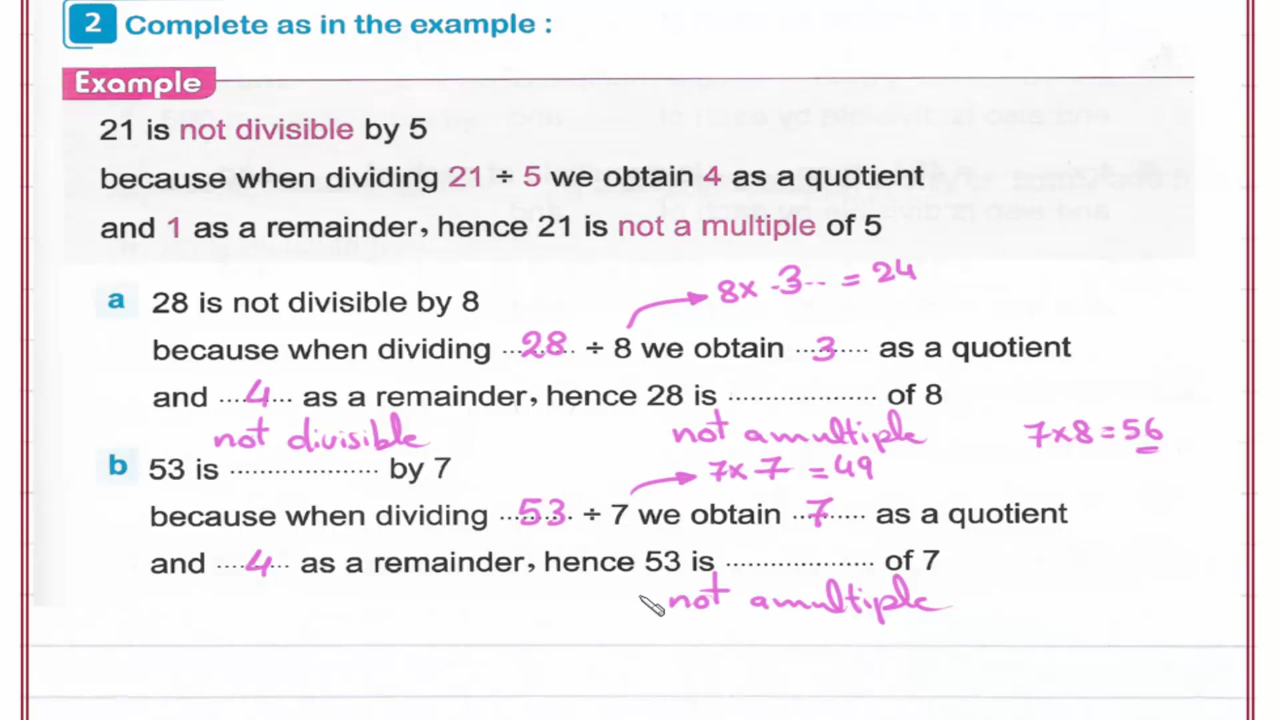 2 Complete as in the example :
Example
21 is not divisible by 5
because when dividing 21 ÷ 5 we obtain 4 as a quotient
and 1 as a remainder, hence 21 is not a multiple of 5
8x .3.. = 24
a 28 is not divisible by 8
because when dividing ...28... ÷ 8 we obtain ...3... as a quotient
and ...4... as a remainder, hence 28 is .................. of 8
not divisible not a multiple 7x8=56
b 53 is .................. by 7
7x 7 = 49
because when dividing ...53... ÷ 7 we obtain ...7... as a quotient
and ...4... as a remainder, hence 53 is .................. of 7
not a multiple